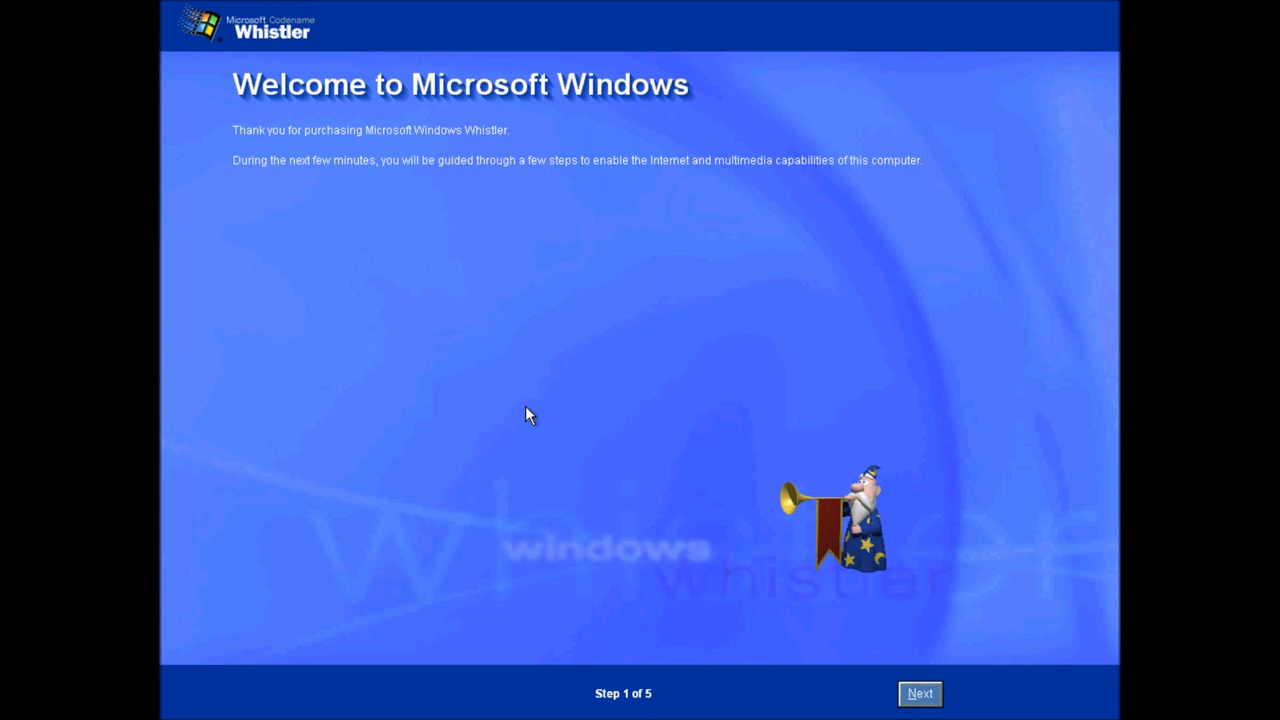 Microsoft Codename
Whistler
Welcome to Microsoft Windows
Thank you for purchasing Microsoft Windows Whistler.
During the next few minutes, you will be guided through a few steps to enable the Internet and multimedia capabilities of this computer.
whistler
windows
whistler
Step 1 of 5
Next